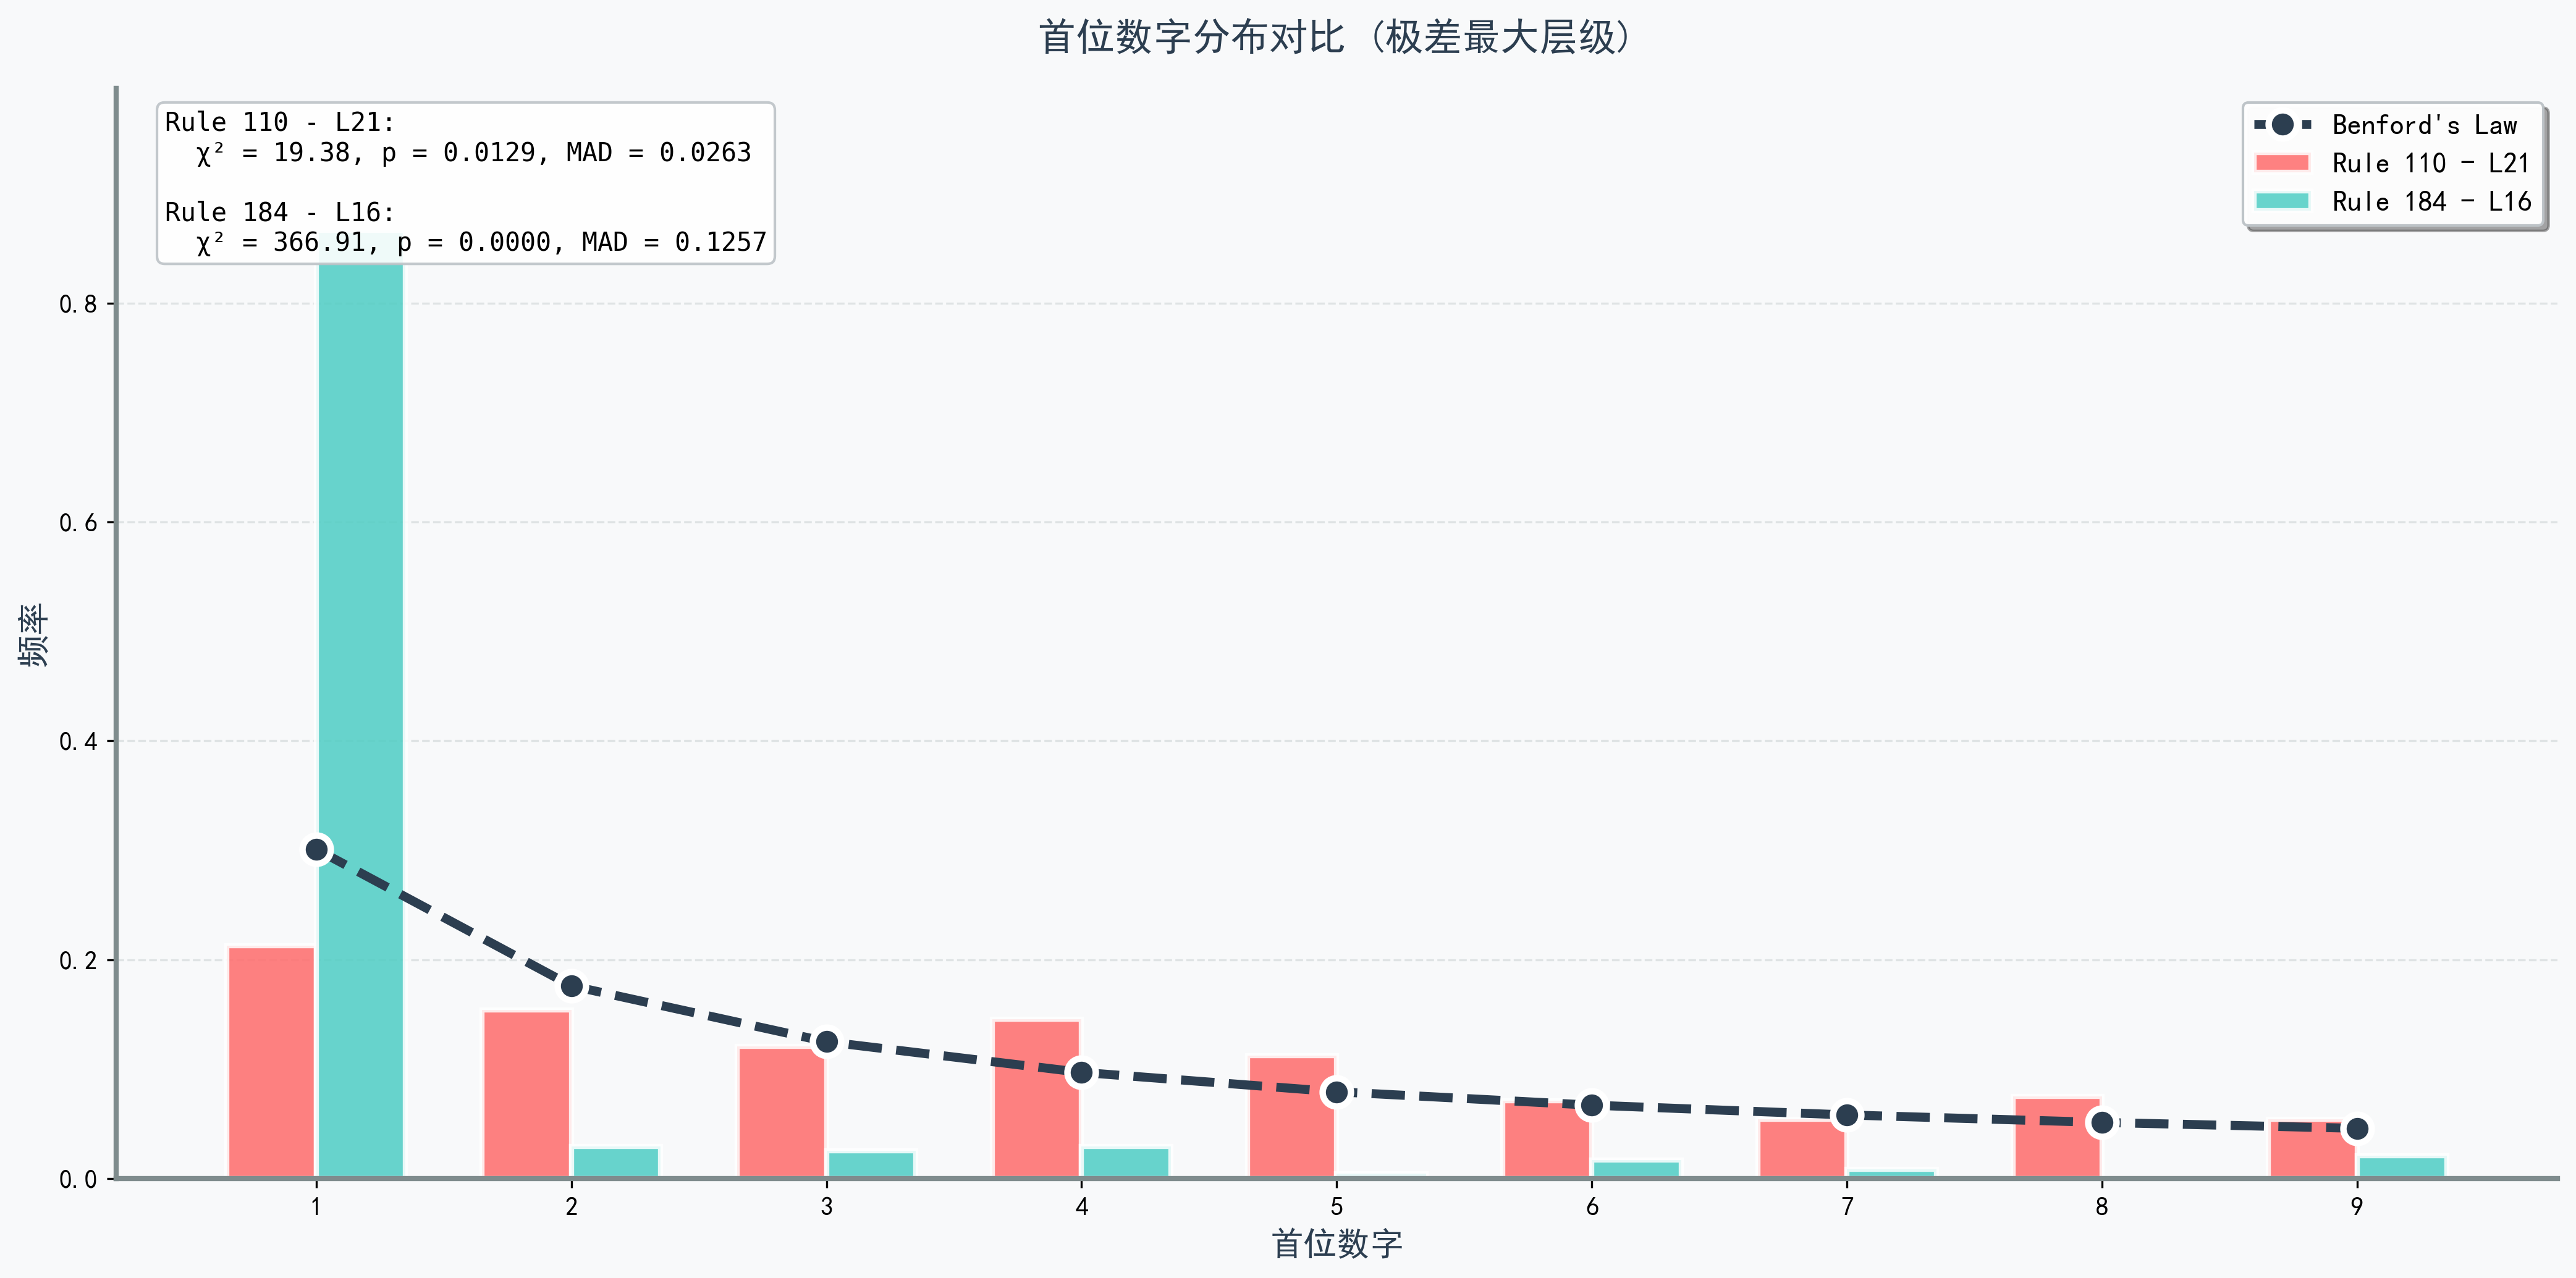 首位数字分布对比 (极差最大层级)
Rule 110 - L21:
χ² = 19.38, p = 0.0129, MAD = 0.0263
Rule 184 - L16:
χ² = 366.91, p = 0.0000, MAD = 0.1257
Benford's Law
Rule 110 - L21
Rule 184 - L16
0.8
0.6
0.4
0.2
0.0
频率
1 2 3 4 5 6 7 8 9
首位数字